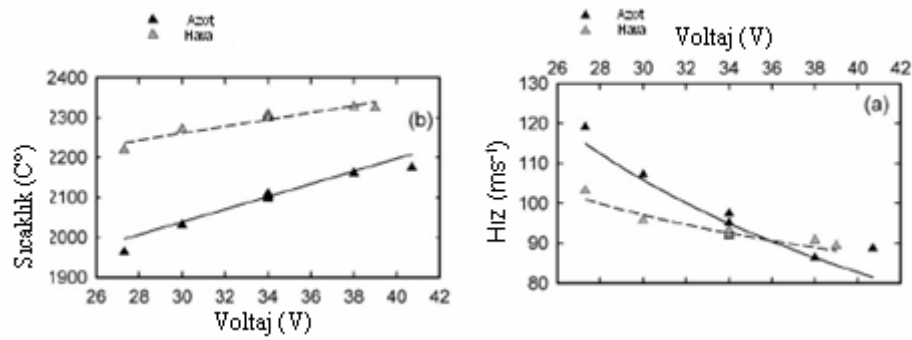 Azot
Haua
2400
2300
2200
2100
2000
1900
26 28 30 32 34 36 38 40 42
Sıcaklık (C°)
Voltaj (V)
(b)
Azot
Haua
Voltaj (V)
26 28 30 32 34 36 38 40 42
130
120
110
100
90
80
Hız (ms⁻¹)
(a)